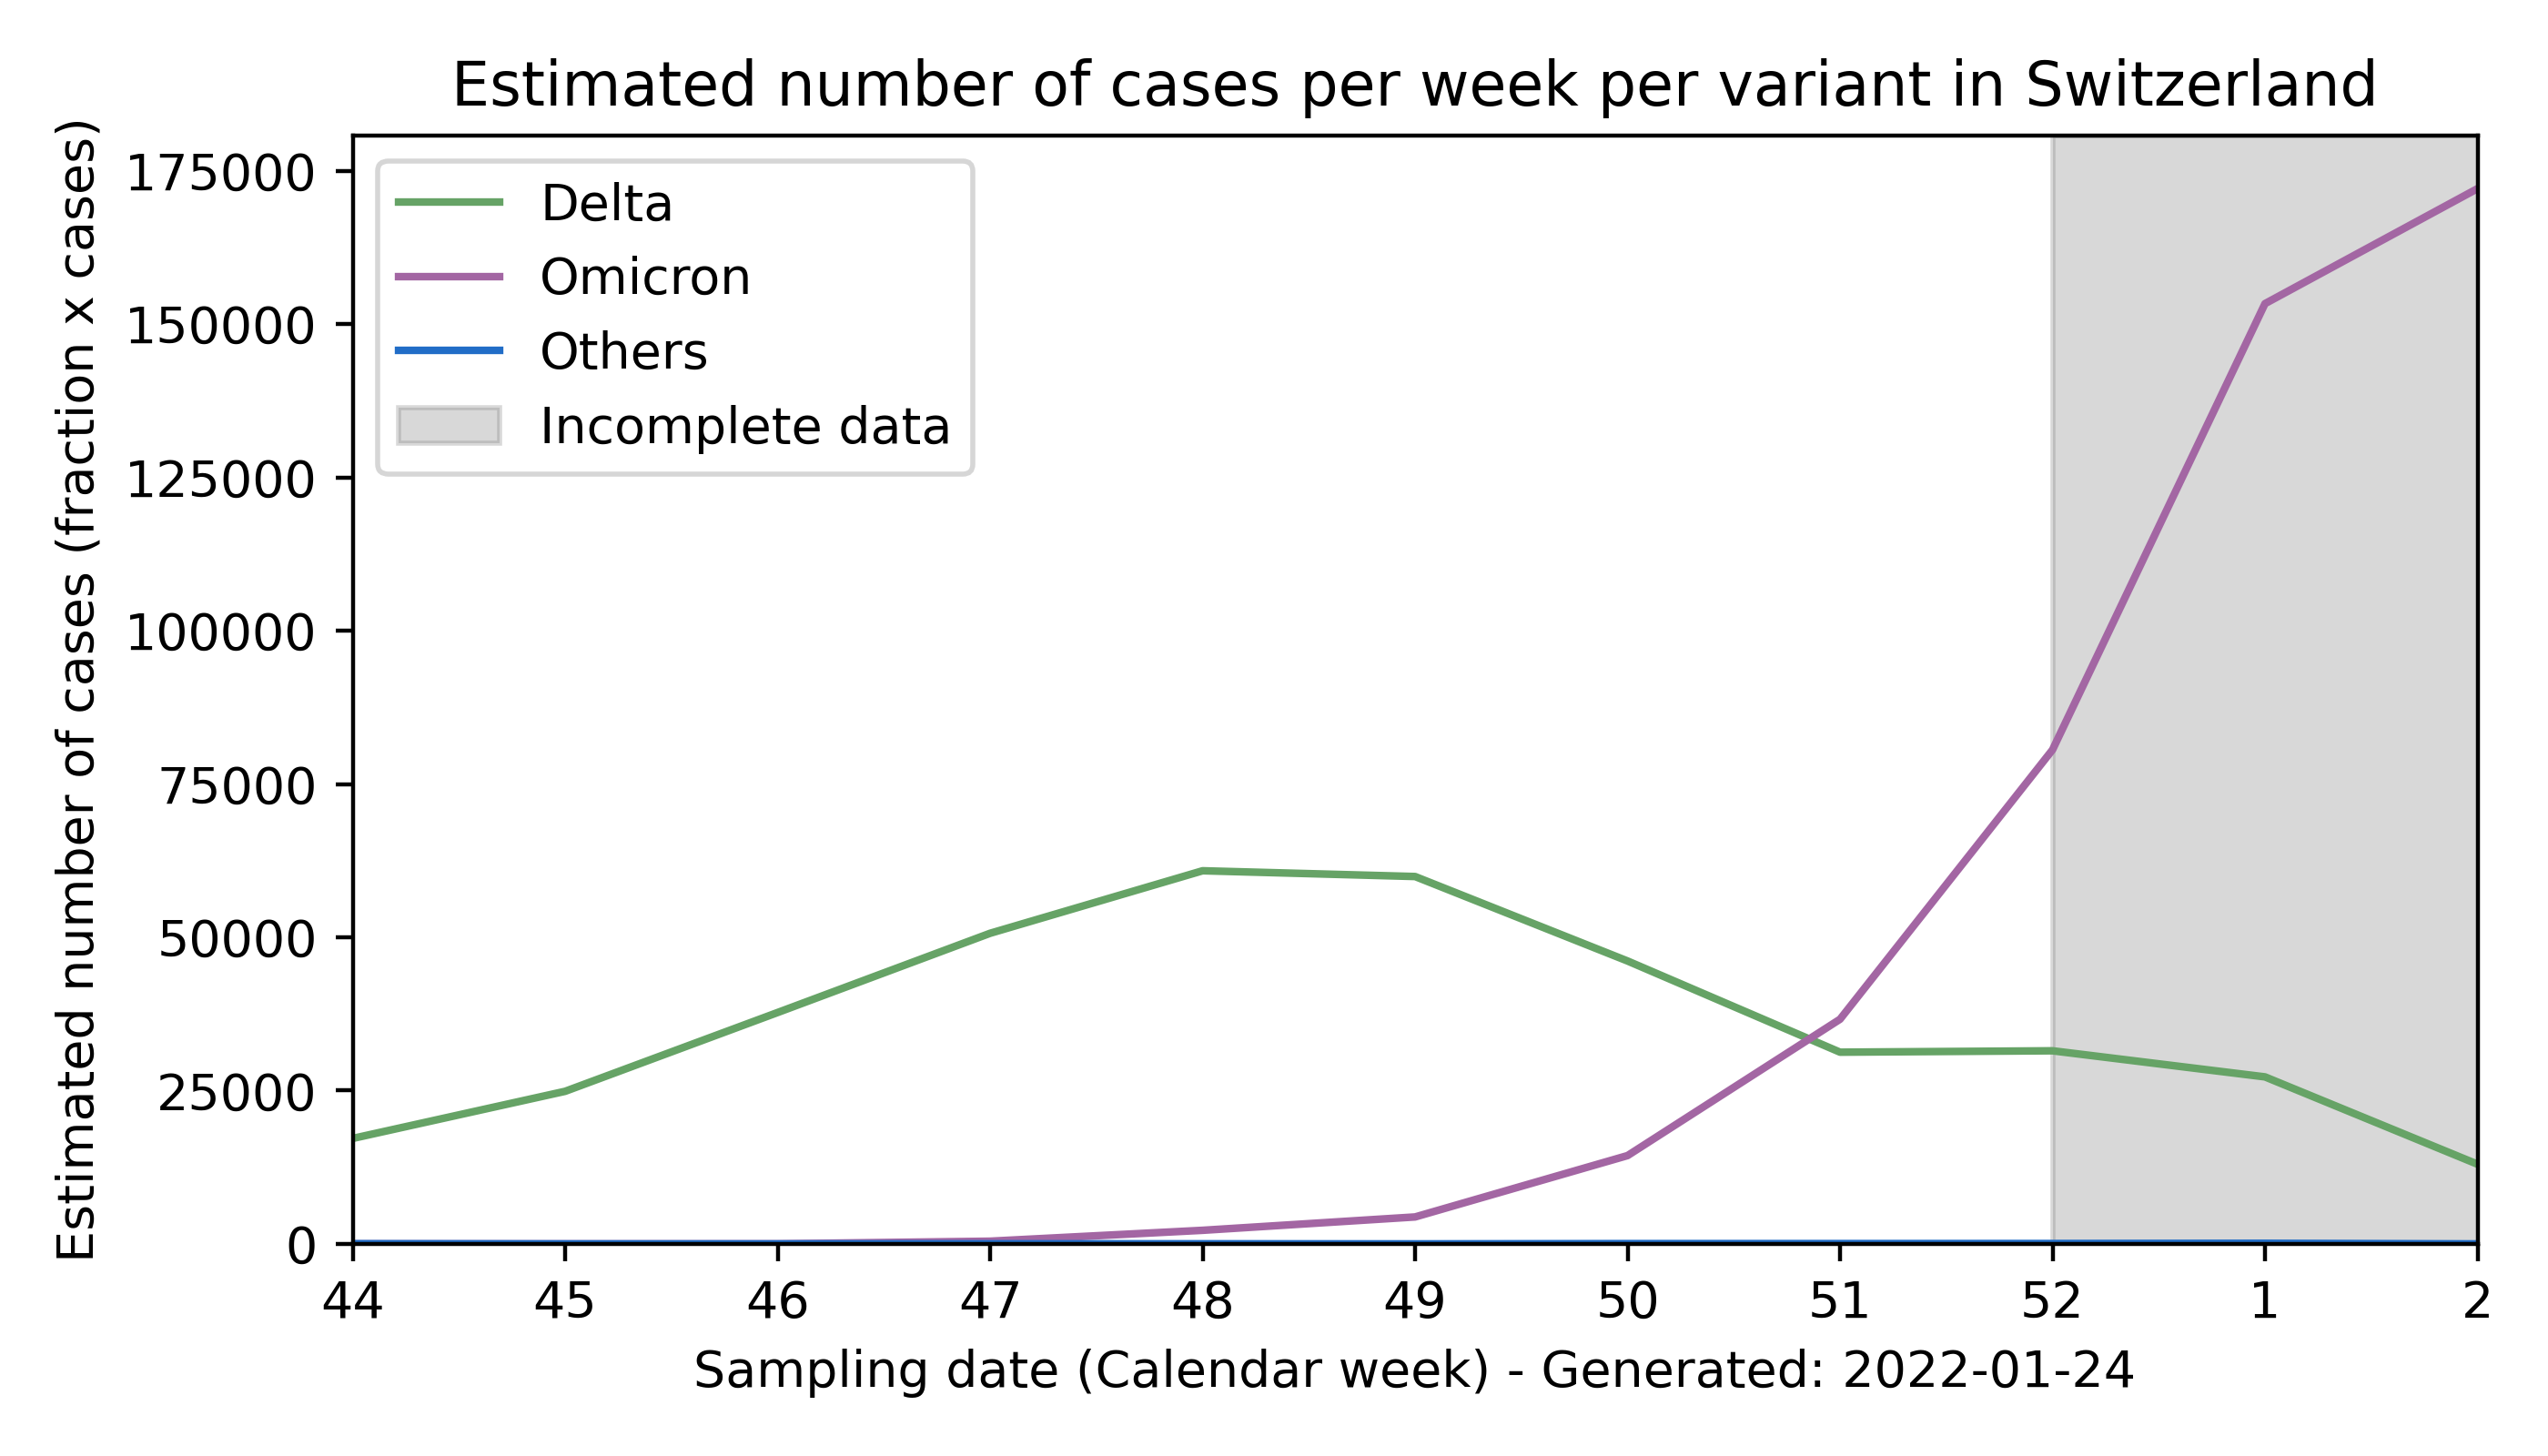 Estimated number of cases per week per variant in Switzerland
Estimated number of cases (fraction x cases)
175000
150000
125000
100000
75000
50000
25000
0
Delta
Omicron
Others
Incomplete data
44 45 46 47 48 49 50 51 52 1 2
Sampling date (Calendar week) - Generated: 2022-01-24